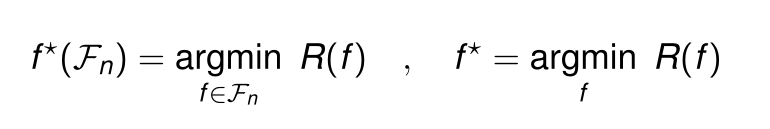 f⋆(ℱn) = argmin R(f) , f⋆ = argmin R(f)
f∈ℱn f